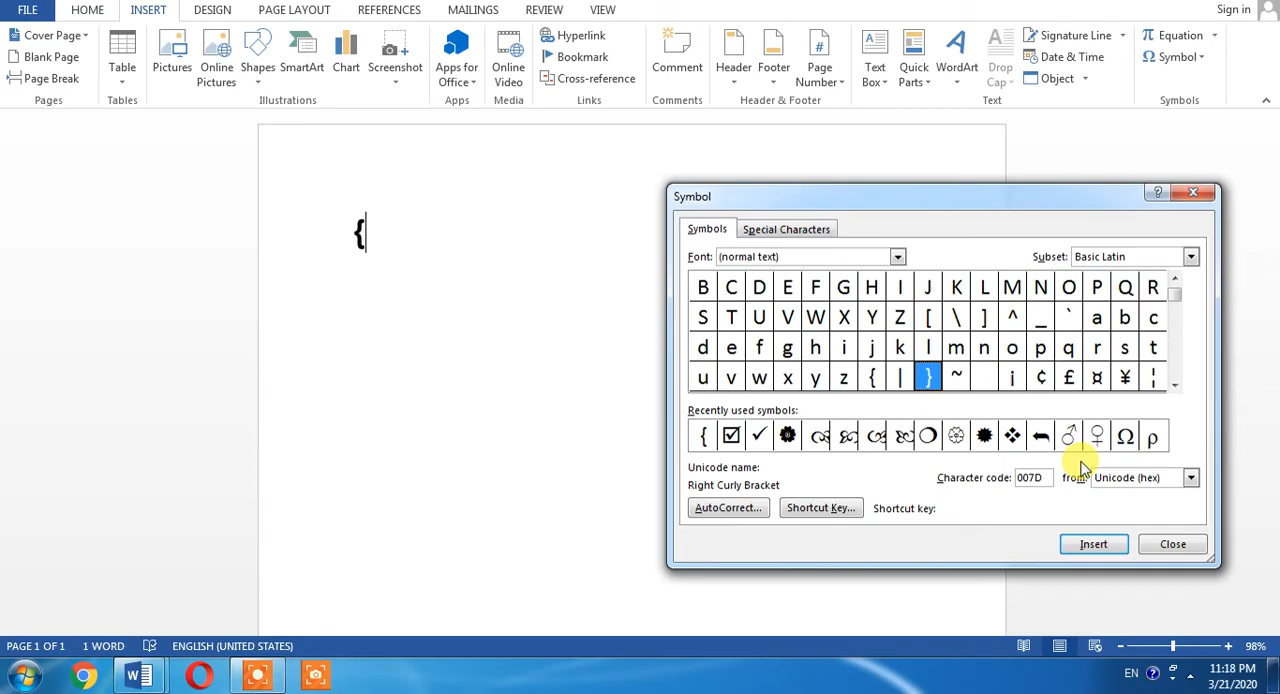 FILE HOME INSERT DESIGN PAGE LAYOUT REFERENCES MAILINGS REVIEW VIEW Sign in
Cover Page
Blank Page
Page Break
Pages
Table
Tables
Pictures
Online Pictures
Shapes
SmartArt
Chart
Screenshot
Illustrations
Apps for Office
Apps
Online Video
Media
Hyperlink
Bookmark
Cross-reference
Links
Comment
Comments
Header
Footer
Page Number
Header & Footer
Text Box
Quick Parts
WordArt
Drop Cap
Signature Line
Date & Time
Object
Text
Equation
Symbol
Symbols
{
Symbol
Symbols Special Characters
Font: (normal text) Subset: Basic Latin
B C D E F G H I J K L M N O P Q R
S T U V W X Y Z [ \ ] ^ _ ` a b c
d e f g h i j k l m n o p q r s t
u v w x y z { | } ~ ¡ ¢ £ ¤ ¥ ¦
Recently used symbols:
{ ☑ ✓ ❍ ❖ ♂ ♀ Ω ρ
Unicode name:
Right Curly Bracket
Character code: 007D from: Unicode (hex)
AutoCorrect... Shortcut Key... Shortcut key:
Insert Close
PAGE 1 OF 1 1 WORD ENGLISH (UNITED STATES) 98%
EN 11:18 PM
3/21/2020